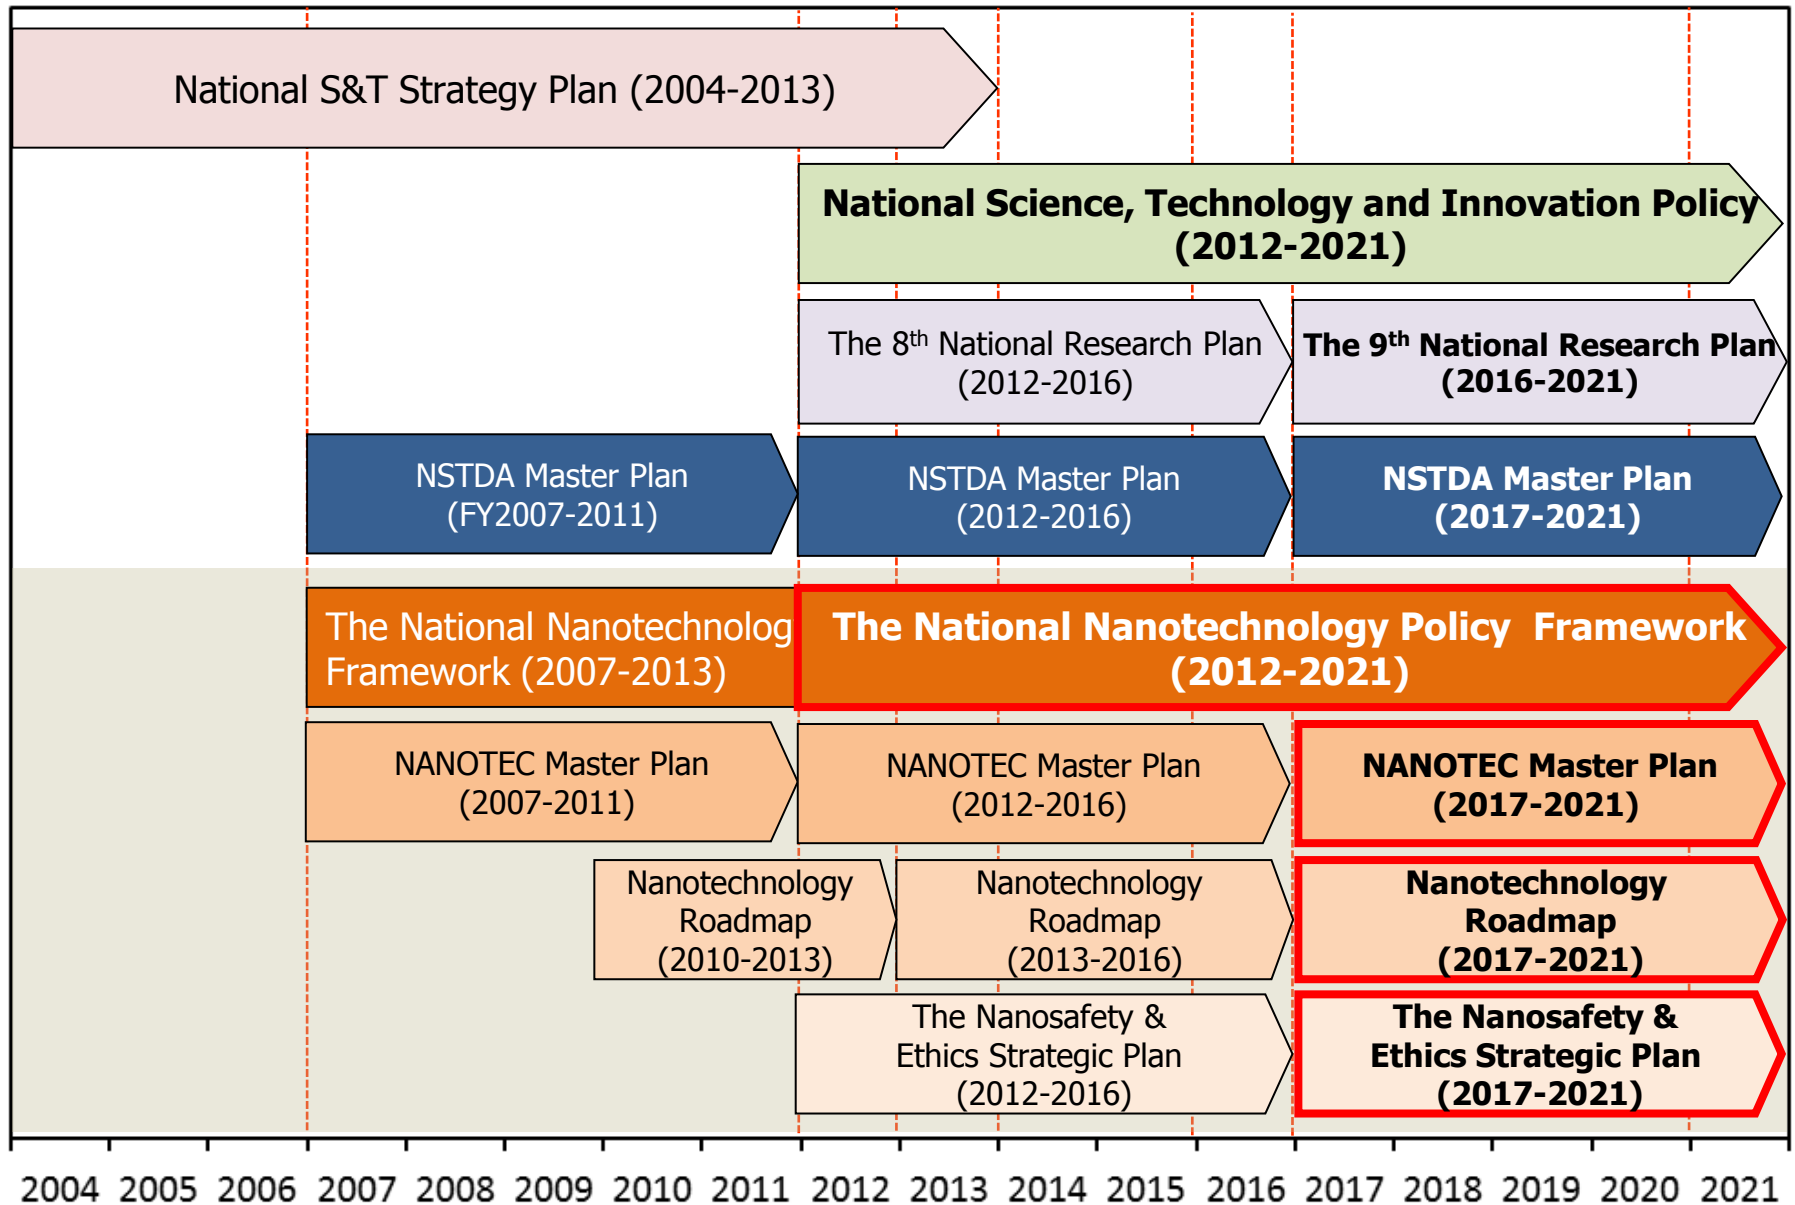 National S&T Strategy Plan (2004-2013)
National Science, Technology and Innovation Policy
(2012-2021)
The 8th National Research Plan
(2012-2016)
The 9th National Research Plan
(2016-2021)
NSTDA Master Plan
(FY2007-2011)
NSTDA Master Plan
(2012-2016)
NSTDA Master Plan
(2017-2021)
The National Nanotechnolog
Framework (2007-2013)
The National Nanotechnology Policy Framework
(2012-2021)
NANOTEC Master Plan
(2007-2011)
NANOTEC Master Plan
(2012-2016)
NANOTEC Master Plan
(2017-2021)
Nanotechnology
Roadmap
(2010-2013)
Nanotechnology
Roadmap
(2013-2016)
Nanotechnology
Roadmap
(2017-2021)
The Nanosafety &
Ethics Strategic Plan
(2012-2016)
The Nanosafety &
Ethics Strategic Plan
(2017-2021)
2004 2005 2006 2007 2008 2009 2010 2011 2012 2013 2014 2015 2016 2017 2018 2019 2020 2021